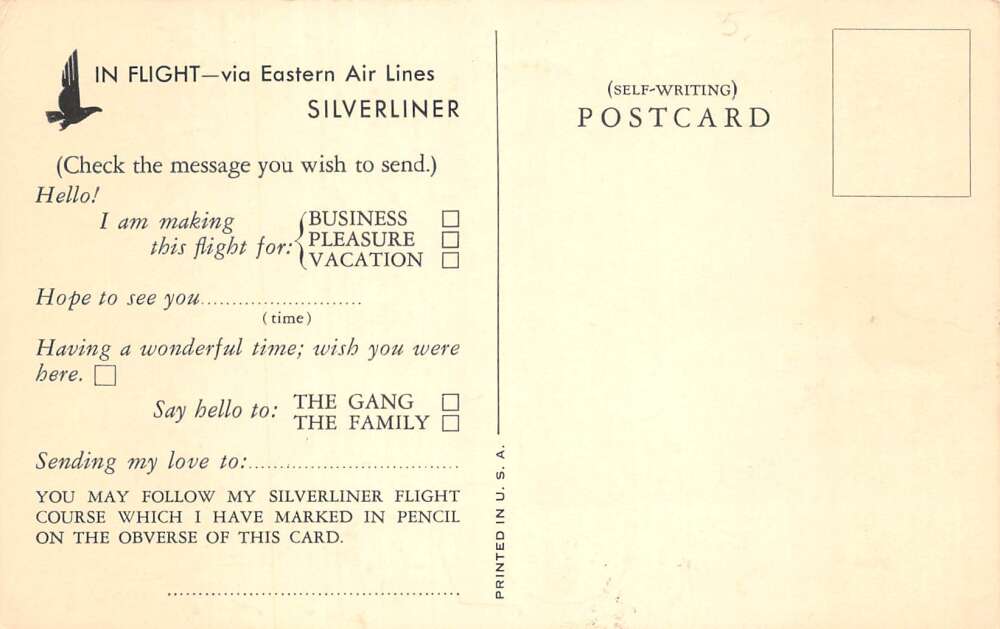 IN FLIGHT—via Eastern Air Lines
SILVERLINER
(Check the message you wish to send.)
Hello!
I am making
this flight for:
BUSINESS
PLEASURE
VACATION
Hope to see you..........................
(time)
Having a wonderful time; wish you were
here.
Say hello to: THE GANG
THE FAMILY
Sending my love to:..................................
YOU MAY FOLLOW MY SILVERLINER FLIGHT
COURSE WHICH I HAVE MARKED IN PENCIL
ON THE OBVERSE OF THIS CARD.
PRINTED IN U. S. A.
(SELF-WRITING)
POSTCARD
5